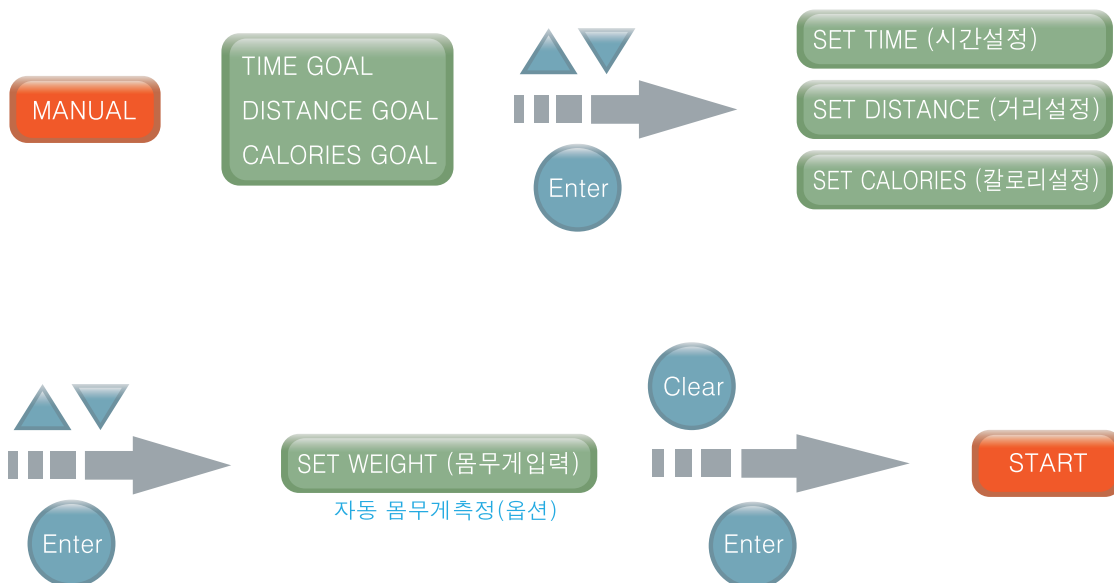 MANUAL
TIME GOAL
DISTANCE GOAL
CALORIES GOAL
Enter
SET TIME (시간설정)
SET DISTANCE (거리설정)
SET CALORIES (칼로리설정)
Enter
SET WEIGHT (몸무게입력)
자동 몸무게측정(옵션)
Clear
Enter
START